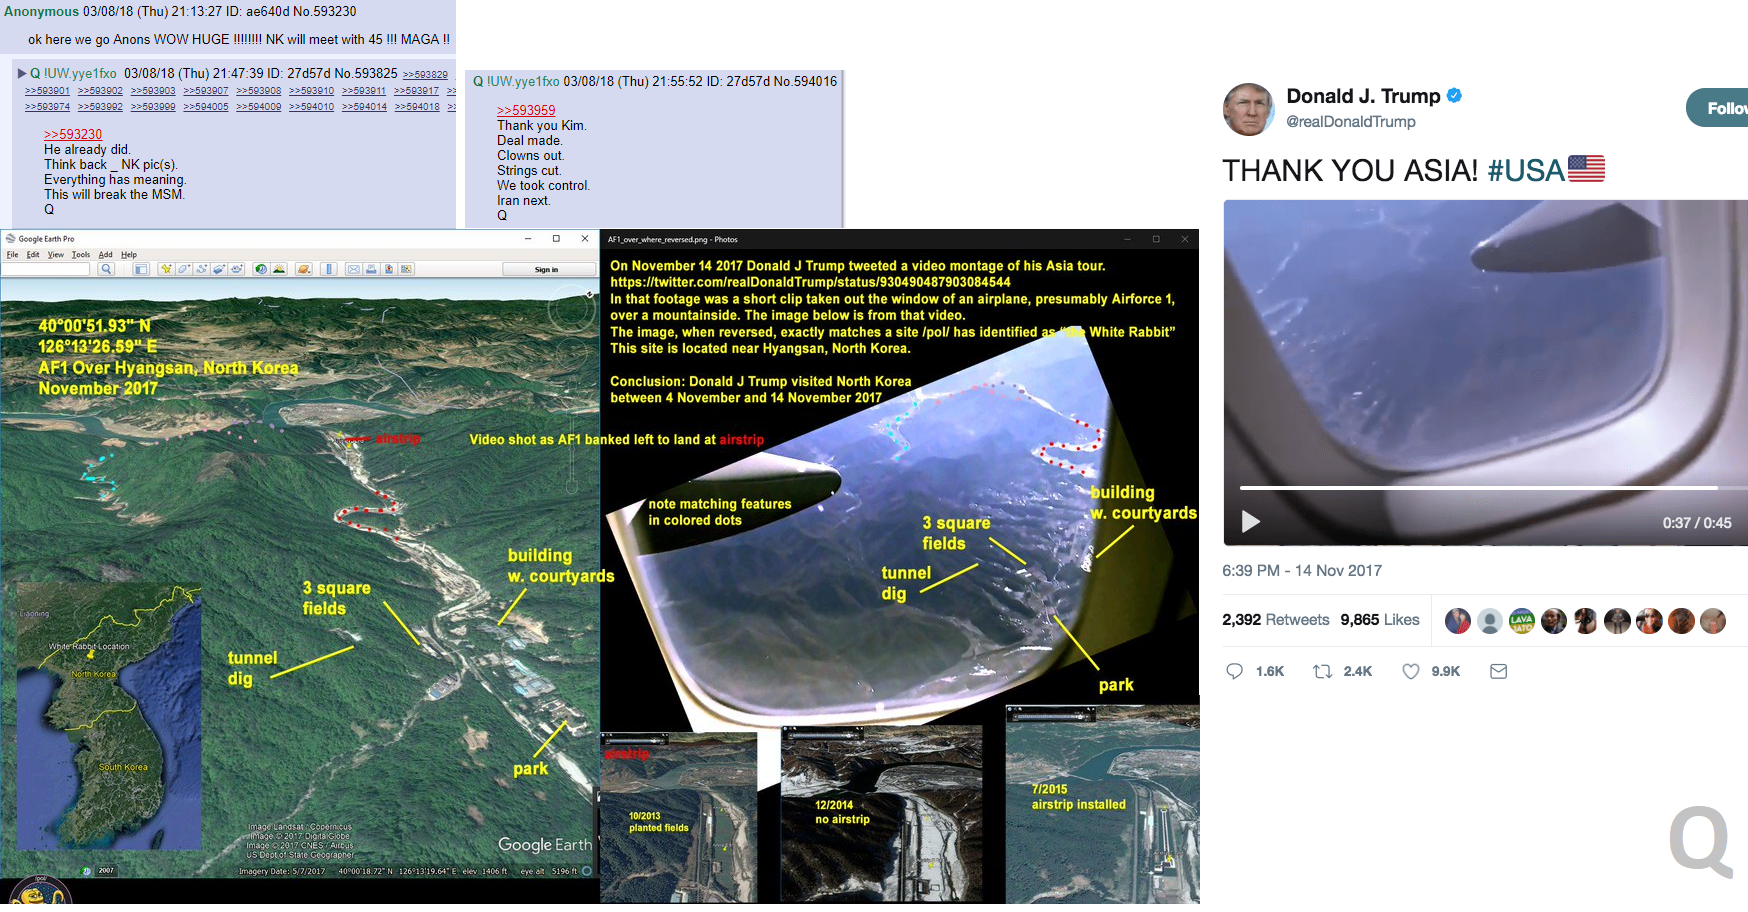 Anonymous 03/08/18 (Thu) 21:13:27 ID: ae640d No.593230
ok here we go Anons WOW HUGE !!!!!!!! NK will meet with 45 !!! MAGA !!
Q !UW.yye1fxo 03/08/18 (Thu) 21:47:39 ID: 27d57d No.593825 >>593829
>>593901 >>593902 >>593903 >>593907 >>593908 >>593910 >>593911 >>593917 >>
>>593974 >>593992 >>593999 >>594005 >>594009 >>594010 >>594014 >>594018 >>
>>593230
He already did.
Think back _ NK pic(s).
Everything has meaning.
This will break the MSM.
Q
Q !UW.yye1fxo 03/08/18 (Thu) 21:55:52 ID: 27d57d No.594016
>>593959
Thank you Kim.
Deal made.
Clowns out.
Strings cut.
We took control.
Iran next.
Q
Google Earth Pro
File Edit View Tools Add Help
Sign in
40°00'51.93" N
126°13'26.59" E
AF1 Over Hyangsan, North Korea
November 2017
airstrip
Video shot as AF1 banked left to land at airstrip
building
w. courtyards
3 square
fields
tunnel
dig
park
Liaoning
White Rabbit Location
North Korea
South Korea
Image Landsat / Copernicus
Image © 2017 DigitalGlobe
Image © 2017 CNES / Airbus
US Dept of State Geographer
Google Earth
2007
Imagery Date: 5/7/2017 40°00'18.72" N 126°13'19.64" E elev 1406 ft eye alt 5196 ft
/pol/
AF1_over_where_reversed.png - Photos
On November 14 2017 Donald J Trump tweeted a video montage of his Asia tour.
https://twitter.com/realDonaldTrump/status/930490487903084544
In that footage was a short clip taken out the window of an airplane, presumably Airforce 1,
over a mountainside. The image below is from that video.
The image, when reversed, exactly matches a site /pol/ has identified as "the White Rabbit"
This site is located near Hyangsan, North Korea.
Conclusion: Donald J Trump visited North Korea
between 4 November and 14 November 2017
note matching features
in colored dots
building
w. courtyards
3 square
fields
tunnel
dig
park
airstrip
10/2013
planted fields
12/2014
no airstrip
7/2015
airstrip installed
Donald J. Trump
@realDonaldTrump
Follow
THANK YOU ASIA! #USA
0:37 / 0:45
6:39 PM - 14 Nov 2017
2,392 Retweets 9,865 Likes
LAVA
JATO
1.6K 2.4K 9.9K
Q